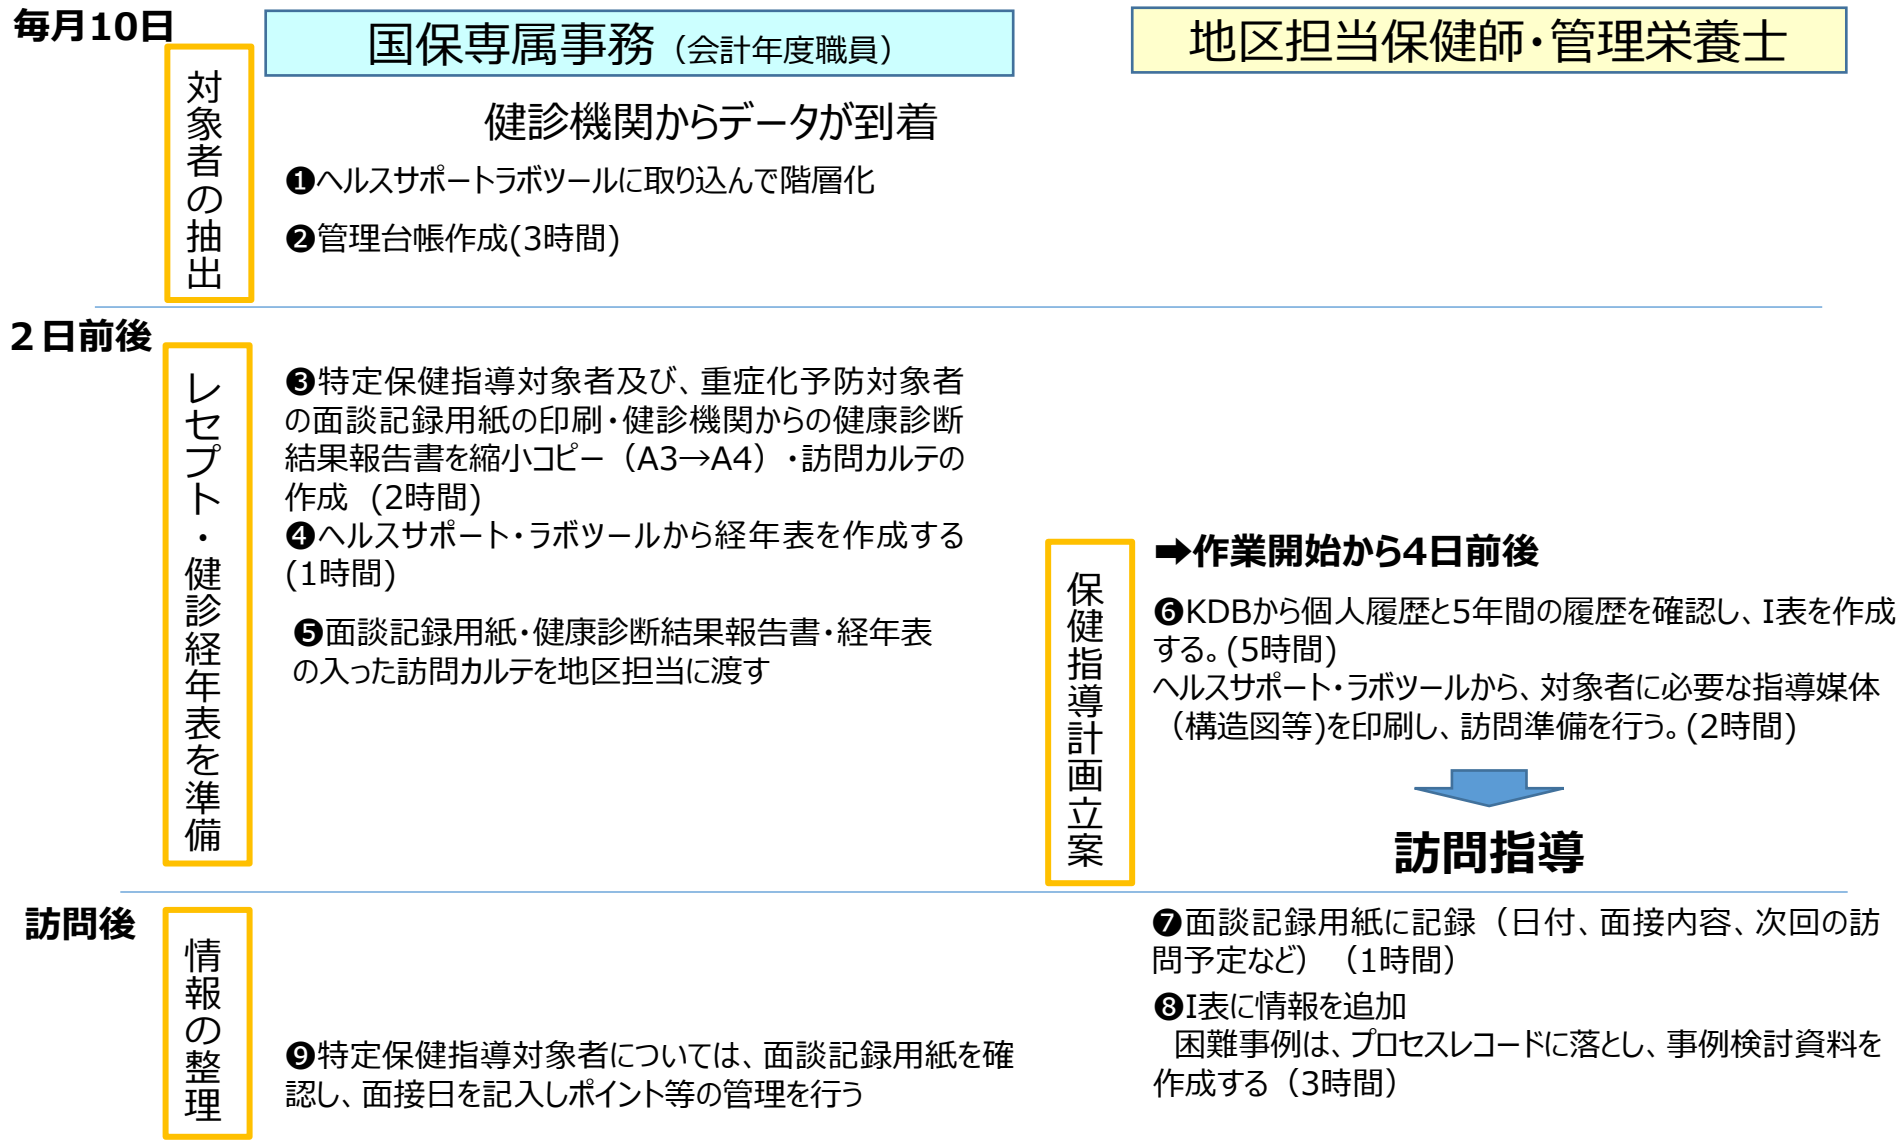 毎月10日
国保専属事務（会計年度職員）
地区担当保健師・管理栄養士
対象者の抽出
健診機関からデータが到着
❶ヘルスサポートラボツールに取り込んで階層化
❷管理台帳作成(3時間)
２日前後
レセプト・健診経年表を準備
❸特定保健指導対象者及び、重症化予防対象者
の面談記録用紙の印刷・健診機関からの健康診断
結果報告書を縮小コピー（A3→A4）・訪問カルテの
作成 (2時間)
❹ヘルスサポート・ラボツールから経年表を作成する
(1時間)
❺面談記録用紙・健康診断結果報告書・経年表
の入った訪問カルテを地区担当に渡す
保健指導計画立案
➡作業開始から4日前後
❻KDBから個人履歴と5年間の履歴を確認し、I表を作成
する。(5時間)
ヘルスサポート・ラボツールから、対象者に必要な指導媒体
（構造図等)を印刷し、訪問準備を行う。(2時間)
訪問指導
訪問後
情報の整理
❼面談記録用紙に記録（日付、面接内容、次回の訪
問予定など）（1時間）
❽I表に情報を追加
困難事例は、プロセスレコードに落とし、事例検討資料を
作成する（3時間）
❾特定保健指導対象者については、面談記録用紙を確
認し、面接日を記入しポイント等の管理を行う